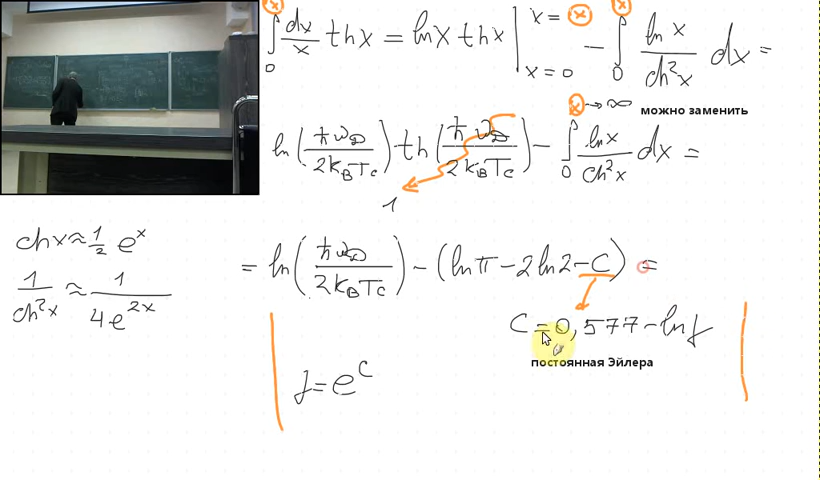 ∫₀^ⓧ dx/x thx = lnx thx |_{x=0}^{x=ⓧ} − ∫₀^ⓧ lnx/ch²x dx =
ln(ħω_D/2k_BT_c) th(ħω_D/2k_BT_c) − ∫₀^{ⓧ→∞} lnx/ch²x dx =
можно заменить
1
chx ≈ 1/2 e^x
1/ch²x ≈ 1/4e^{2x}
= ln(ħω_D/2k_BT_c) − (lnπ − 2ln2 − C) =
C = 0,577 − lnγ
постоянная Эйлера
γ = e^C